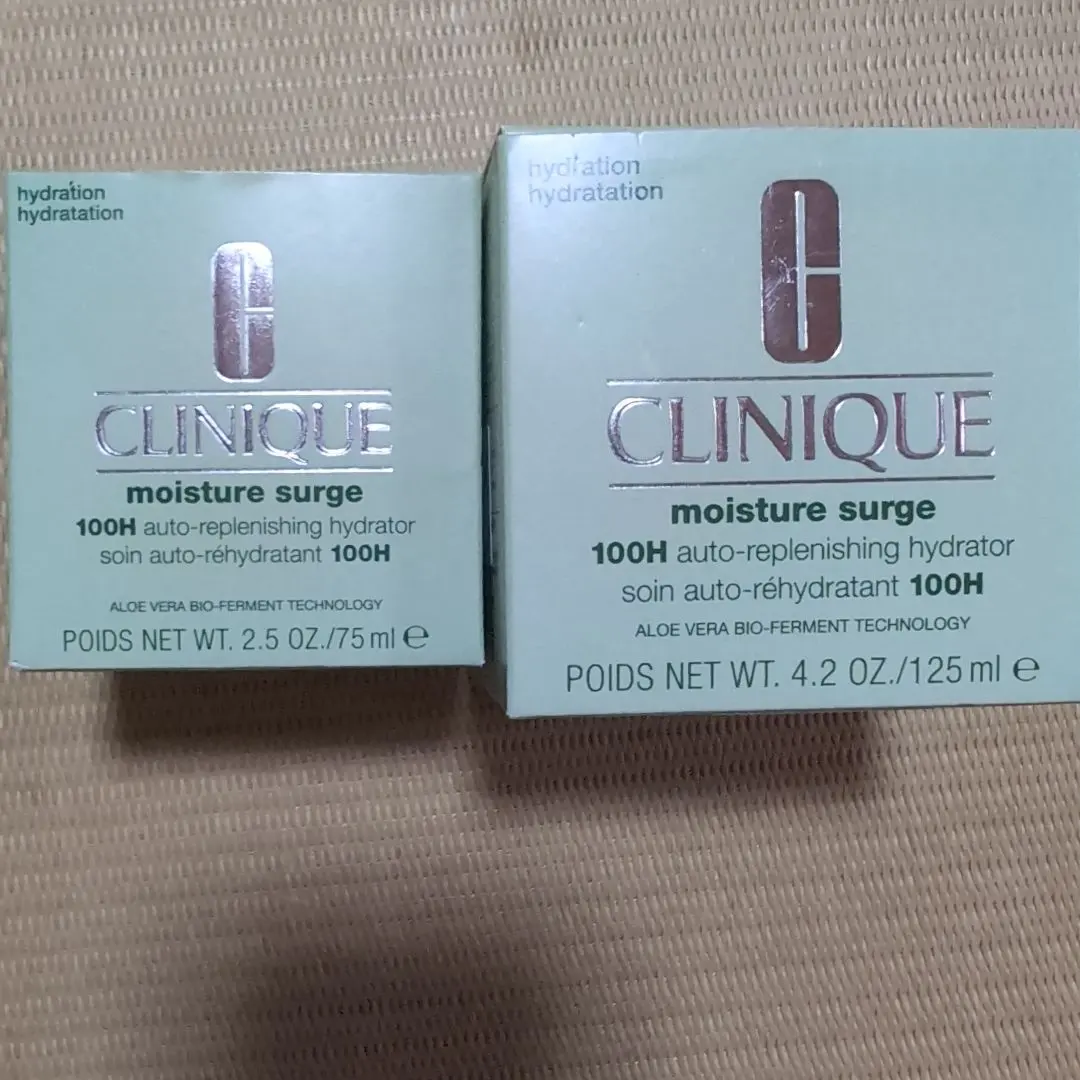 hydration
hydratation
CLINIQUE
moisture surge
100H auto-replenishing hydrator
soin auto-réhydratant 100H
ALOE VERA BIO-FERMENT TECHNOLOGY
POIDS NET WT. 2.5 OZ./75 ml ℮
hydration
hydratation
CLINIQUE
moisture surge
100H auto-replenishing hydrator
soin auto-réhydratant 100H
ALOE VERA BIO-FERMENT TECHNOLOGY
POIDS NET WT. 4.2 OZ./125 ml ℮